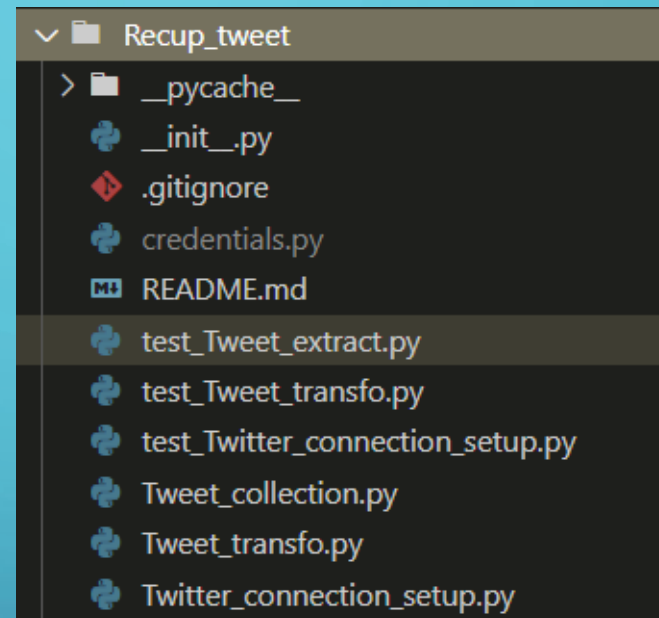 Recup_tweet
__pycache__
__init__.py
.gitignore
credentials.py
M↓ README.md
test_Tweet_extract.py
test_Tweet_transfo.py
test_Twitter_connection_setup.py
Tweet_collection.py
Tweet_transfo.py
Twitter_connection_setup.py